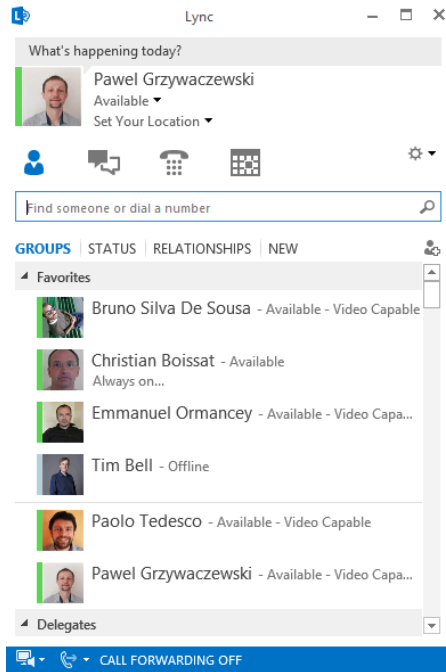 Lync
What's happening today?
Pawel Grzywaczewski
Available
Set Your Location
Find someone or dial a number
GROUPS STATUS RELATIONSHIPS NEW
Favorites
Bruno Silva De Sousa - Available - Video Capable
Christian Boissat - Available
Always on...
Emmanuel Ormancey - Available - Video Capa...
Tim Bell - Offline
Paolo Tedesco - Available - Video Capable
Pawel Grzywaczewski - Available - Video Capa...
Delegates
CALL FORWARDING OFF